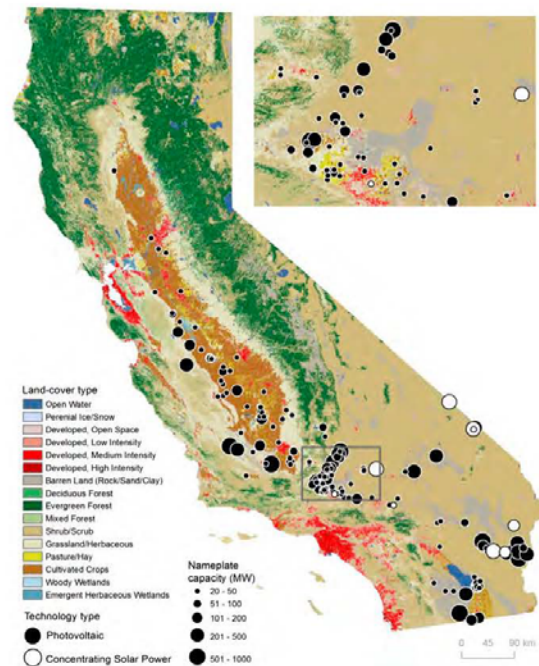 Land-cover type
Open Water
Perenial Ice/Snow
Developed, Open Space
Developed, Low Intensity
Developed, Medium Intensity
Developed, High Intensity
Barren Land (Rock/Sand/Clay)
Deciduous Forest
Evergreen Forest
Mixed Forest
Shrub/Scrub
Grassland/Herbaceous
Pasture/Hay
Cultivated Crops
Woody Wetlands
Emergent Herbaceous Wetlands
Technology type
Photovoltaic
Concentrating Solar Power
Nameplate
capacity (MW)
20 - 50
51 - 100
101 - 200
201 - 500
501 - 1000
0 45 90 km